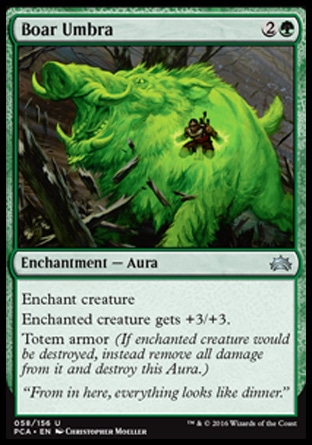 Boar Umbra 2
Enchantment — Aura
Enchant creature
Enchanted creature gets +3/+3.
Totem armor (If enchanted creature would
be destroyed, instead remove all damage
from it and destroy this Aura.)
“From in here, everything looks like dinner.”
058/156 U
PCA • EN Christopher Moeller ™ & © 2016 Wizards of the Coast